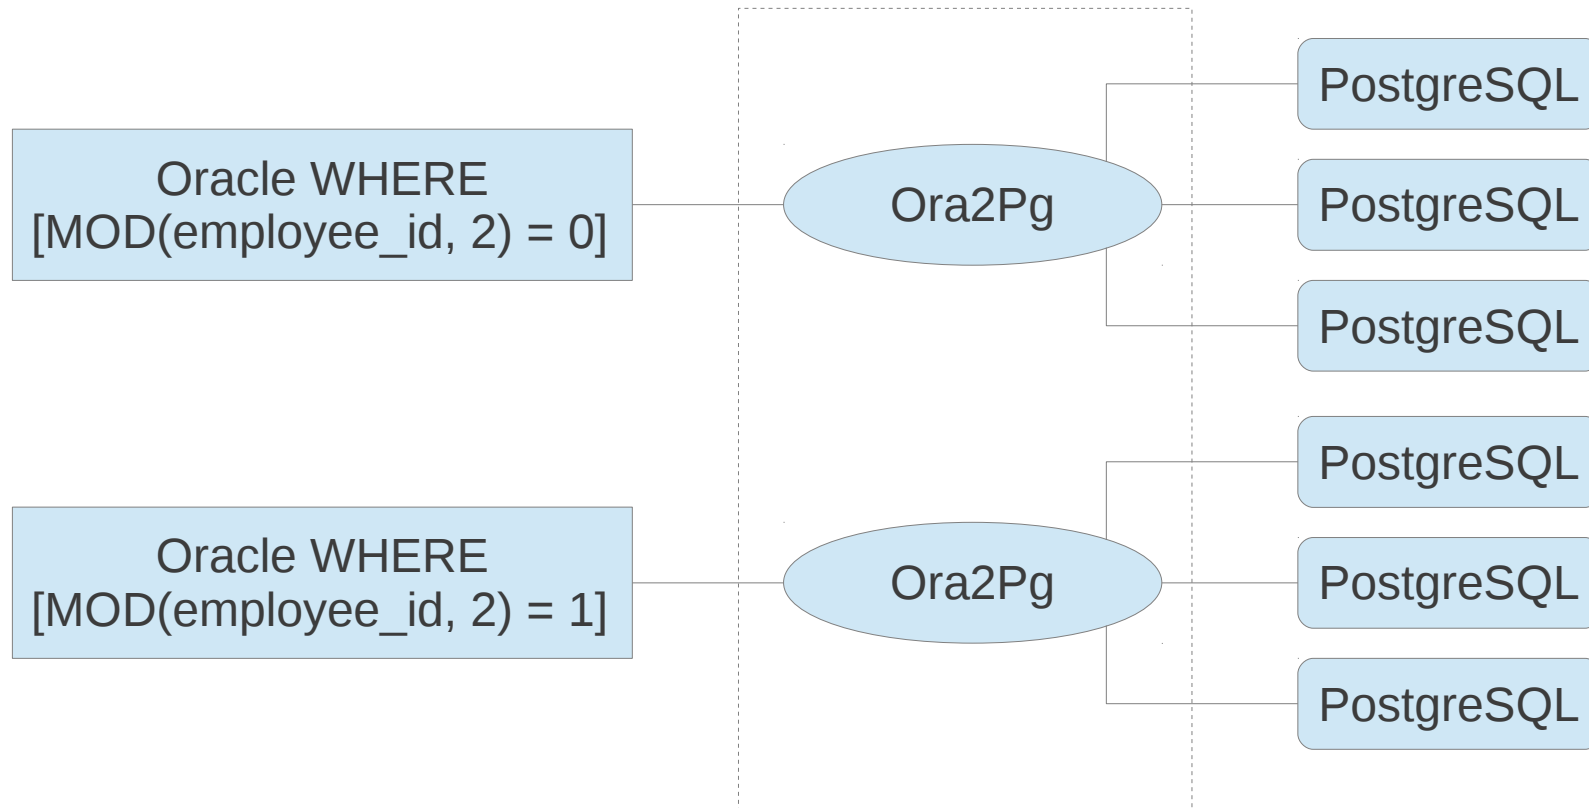 Oracle WHERE
[MOD(employee_id, 2) = 0]
Ora2Pg
PostgreSQL
PostgreSQL
PostgreSQL
Oracle WHERE
[MOD(employee_id, 2) = 1]
Ora2Pg
PostgreSQL
PostgreSQL
PostgreSQL